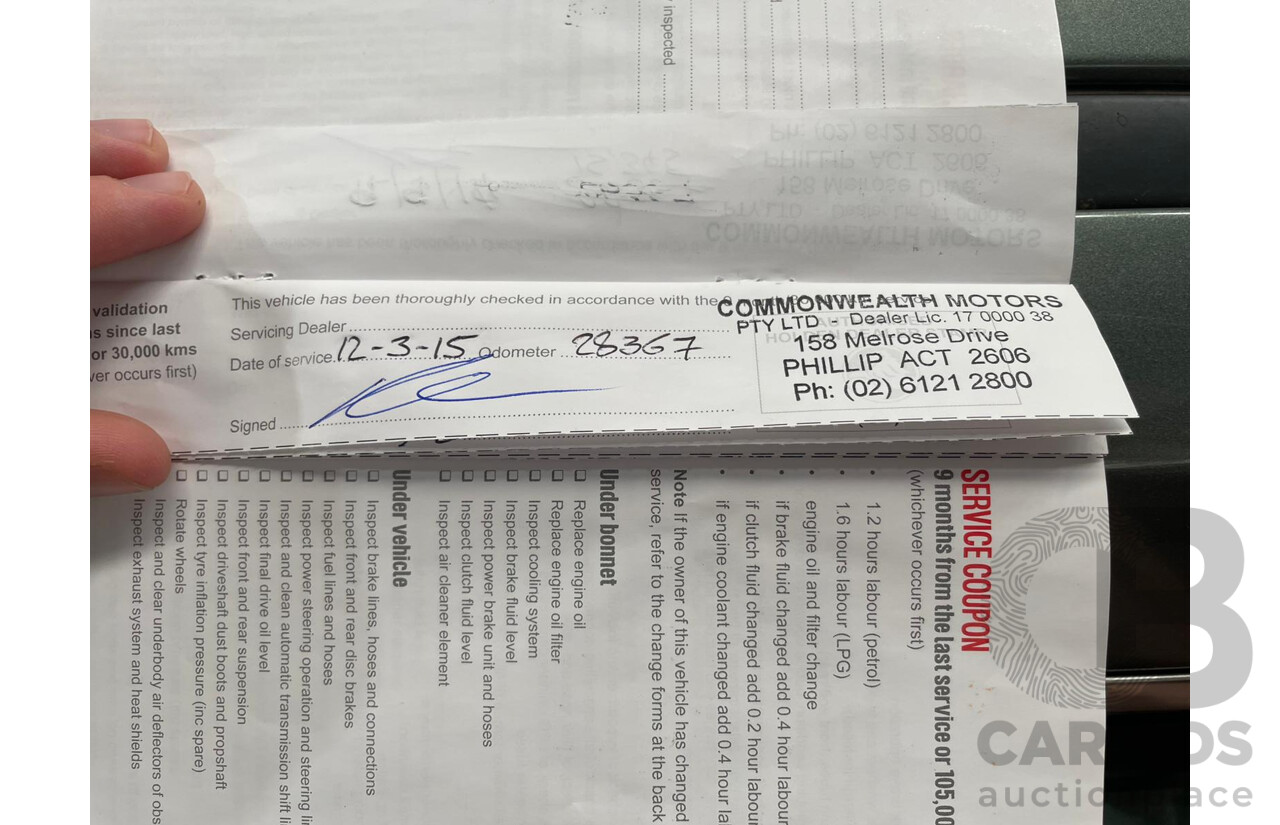 inspected
validation
s since last
or 30,000 kms
ver occurs first)
This vehicle has been thoroughly checked in accordance with the
Servicing Dealer
Date of service 12-3-15 Odometer 28367
Signed
COMMONWEALTH MOTORS
PTY LTD - Dealer Lic. 17 0000 38
158 Melrose Drive
PHILLIP ACT 2606
Ph: (02) 6121 2800
SERVICE COUPON
9 months from the last service or 105,00
(whichever occurs first)
• 1.2 hours labour (petrol)
• 1.6 hours labour (LPG)
• engine oil and filter change
• if brake fluid changed add 0.4 hour labour
• if clutch fluid changed add 0.2 hour labour
• if engine coolant changed add 0.4 hour la
Note If the owner of this vehicle has changed
service, refer to the change forms at the back
Under bonnet
❑ Replace engine oil
❑ Replace engine oil filter
❑ Inspect cooling system
❑ Inspect brake fluid level
❑ Inspect power brake unit and hoses
❑ Inspect clutch fluid level
❑ Inspect air cleaner element
Under vehicle
❑ Inspect brake lines, hoses and connections
❑ Inspect front and rear disc brakes
❑ Inspect fuel lines and hoses
❑ Inspect power steering operation and steering li
❑ Inspect and clean automatic transmission shift li
❑ Inspect final drive oil level
❑ Inspect front and rear suspension
❑ Inspect driveshaft dust boots and propshaft
❑ Inspect tyre inflation pressure (inc spare)
❑ Rotate wheels
Inspect and clear underbody air deflectors of obs
Inspect exhaust system and heat shields